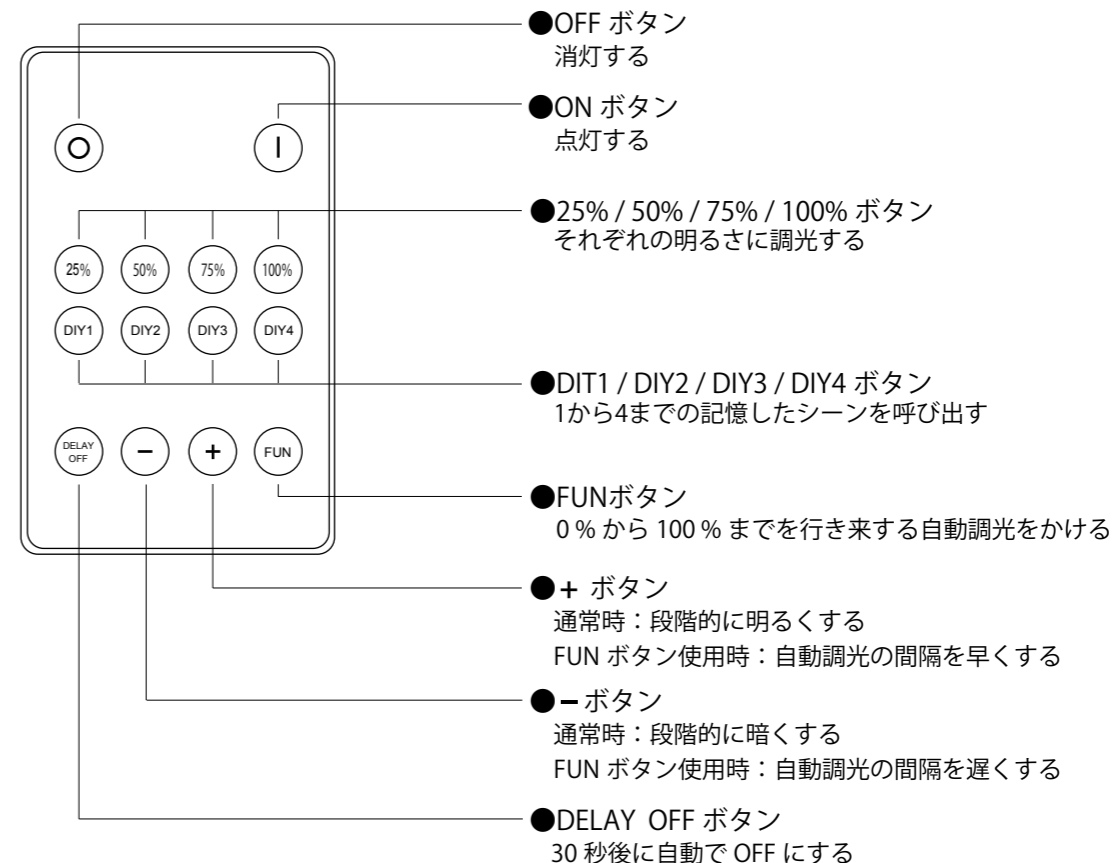 ●OFF ボタン
消灯する
●ON ボタン
点灯する
●25% / 50% / 75% / 100% ボタン
それぞれの明るさに調光する
25% 50% 75% 100%
DIY1 DIY2 DIY3 DIY4
●DIT1 / DIY2 / DIY3 / DIY4 ボタン
1から4までの記憶したシーンを呼び出す
DELAY
OFF
− + FUN
●FUNボタン
0 % から 100 % までを行き来する自動調光をかける
●+ ボタン
通常時：段階的に明るくする
FUN ボタン使用時：自動調光の間隔を早くする
●−ボタン
通常時：段階的に暗くする
FUN ボタン使用時：自動調光の間隔を遅くする
●DELAY OFF ボタン
30 秒後に自動で OFF にする